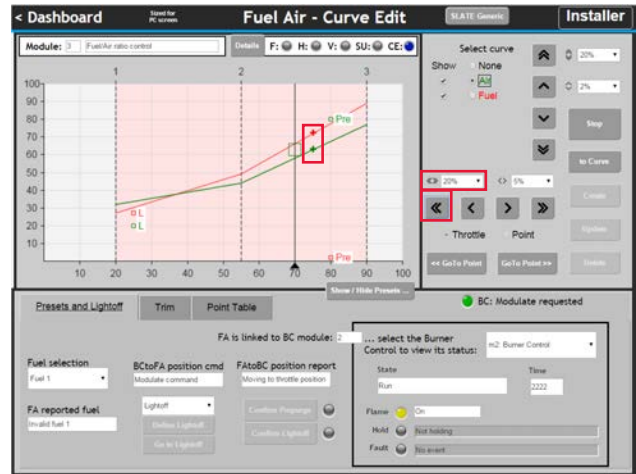 < Dashboard
Sized for
PC screen
Fuel Air - Curve Edit
SLATE Generic
Installer
Module: 3 Fuel/Air ratio control
Details
F: H: V: SU: CE:
Select curve
Show None
Air
Fuel
20%
2%
Stop
to Curve
20%
5%
Create
Throttle Point
<< GoTo Point
GoTo Point >>
Delete
1 2 3
100
90
80
70
60
50
40
30
20
10
Pre
L
L
Pre
10 20 30 40 50 60 70 80 90 100
Show / Hide Presets ...
Presets and Lightoff
Trim
Point Table
BC: Modulate requested
FA is linked to BC module: 2
... select the Burner
Control to view its status:
m2: Burner Control
Fuel selection
Fuel 1
BCtoFA position cmd
Modulate command
FAtoBC position report
Moving to throttle position
State
Run
Time
2222
FA reported fuel
Invalid fuel 1
Lightoff
Define Lightoff
Go to Lightoff
Confirm Prepurge
Confirm Lightoff
Flame On
Hold Not holding
Fault No event